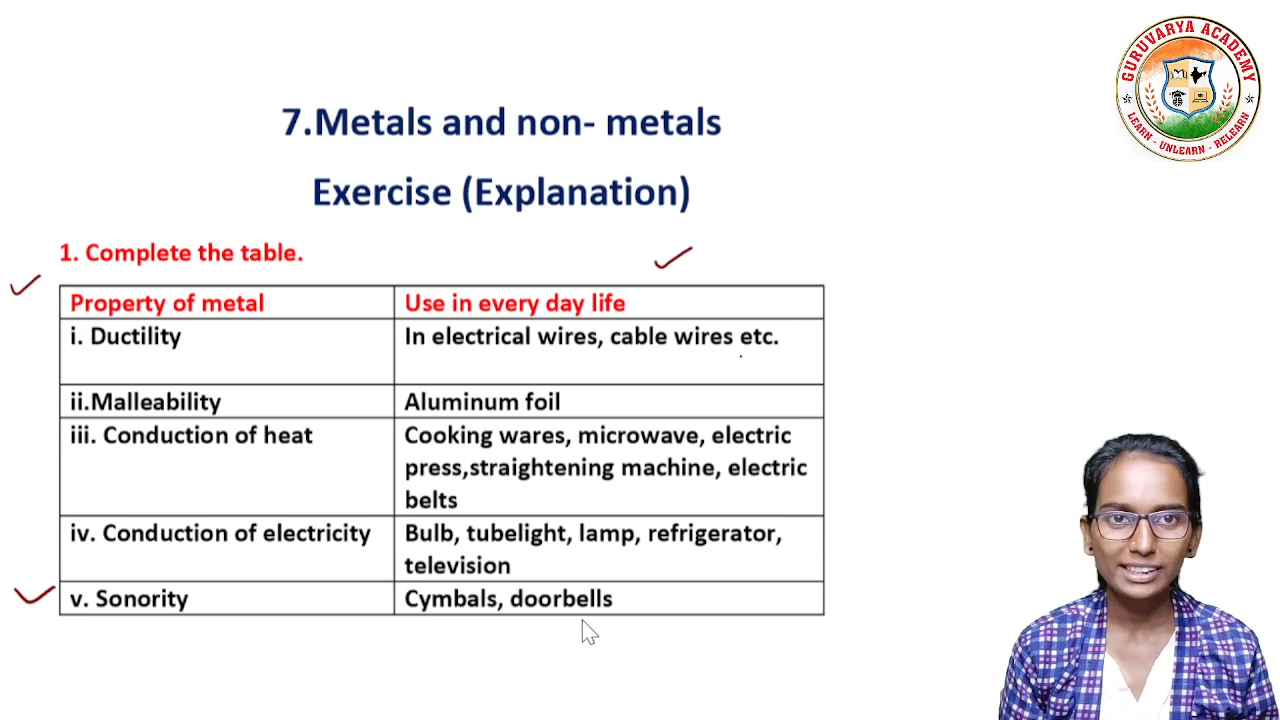 GURUVARYA ACADEMY
LEARN - UNLEARN - RELEARN
7.Metals and non- metals
Exercise (Explanation)
1. Complete the table.
Property of metal
Use in every day life
i. Ductility
In electrical wires, cable wires etc.
ii.Malleability
Aluminum foil
iii. Conduction of heat
Cooking wares, microwave, electric
press,straightening machine, electric
belts
iv. Conduction of electricity
Bulb, tubelight, lamp, refrigerator,
television
v. Sonority
Cymbals, doorbells